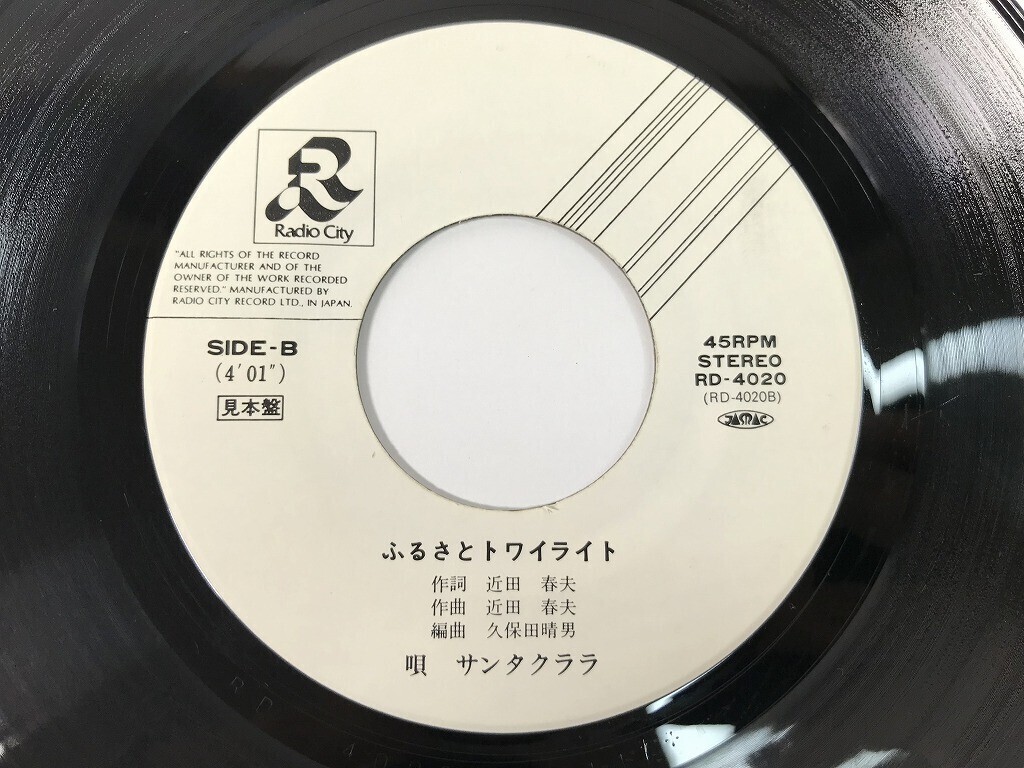 R
Radio City
"ALL RIGHTS OF THE RECORD
MANUFACTURER AND OF THE
OWNER OF THE WORK RECORDED
RESERVED." MANUFACTURED BY
RADIO CITY RECORD LTD., IN JAPAN.
SIDE-B
(4'01")
見本盤
45RPM
STEREO
RD-4020
(RD-4020B)
JASRAC
ふるさとトワイライト
作詞 近田 春夫
作曲 近田 春夫
編曲 久保田晴男
唄 サンタクララ